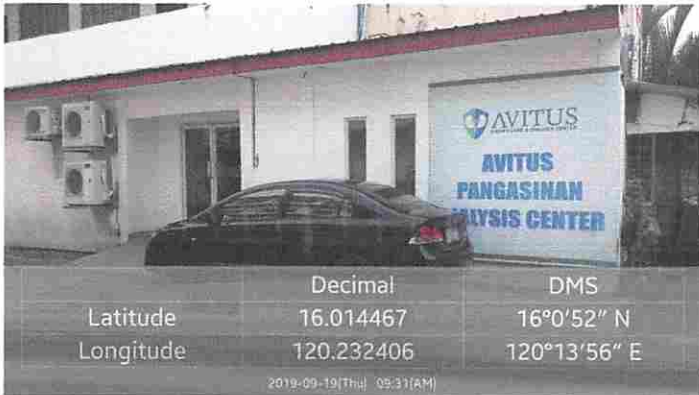 AVITUS
AVITUS
PANGASINAN
ALYSIS CENTER
Decimal DMS
Latitude 16.014467 16°0'52" N
Longitude 120.232406 120°13'56" E
2019-09-19(Thu) 09:31(AM)